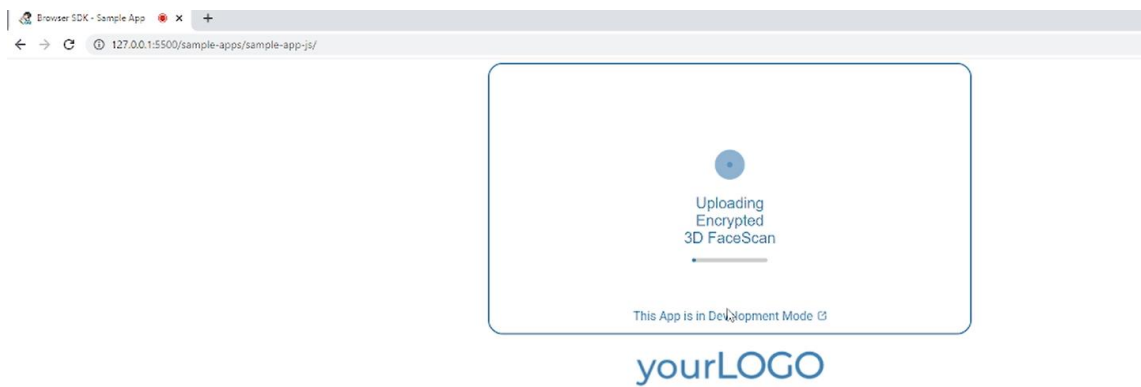 Browser SDK - Sample App
127.0.0.1:5500/sample-apps/sample-app-js/
Uploading
Encrypted
3D FaceScan
This App is in Development Mode
yourLOGO